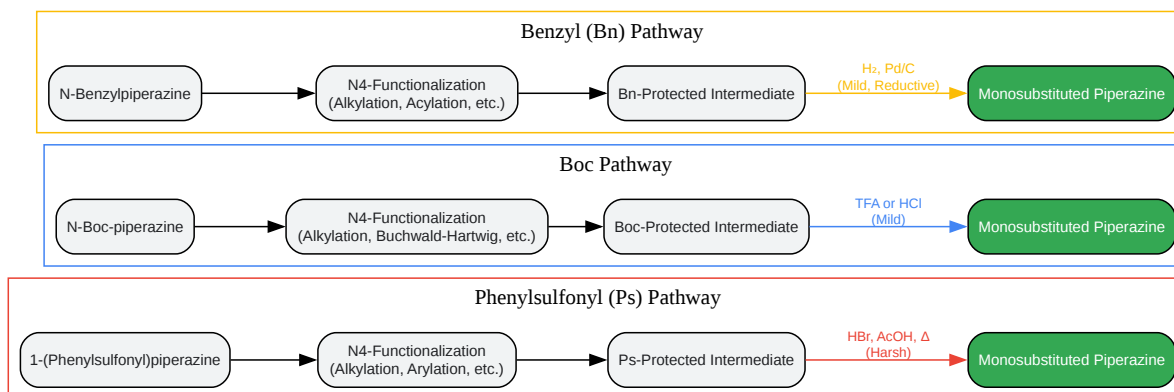 Benzyl (Bn) Pathway
N-Benzylpiperazine
N4-Functionalization
(Alkylation, Acylation, etc.)
Bn-Protected Intermediate
H₂, Pd/C
(Mild, Reductive)
Monosubstituted Piperazine
Boc Pathway
N-Boc-piperazine
N4-Functionalization
(Alkylation, Buchwald-Hartwig, etc.)
Boc-Protected Intermediate
TFA or HCl
(Mild)
Monosubstituted Piperazine
Phenylsulfonyl (Ps) Pathway
1-(Phenylsulfonyl)piperazine
N4-Functionalization
(Alkylation, Arylation, etc.)
Ps-Protected Intermediate
HBr, AcOH, Δ
(Harsh)
Monosubstituted Piperazine